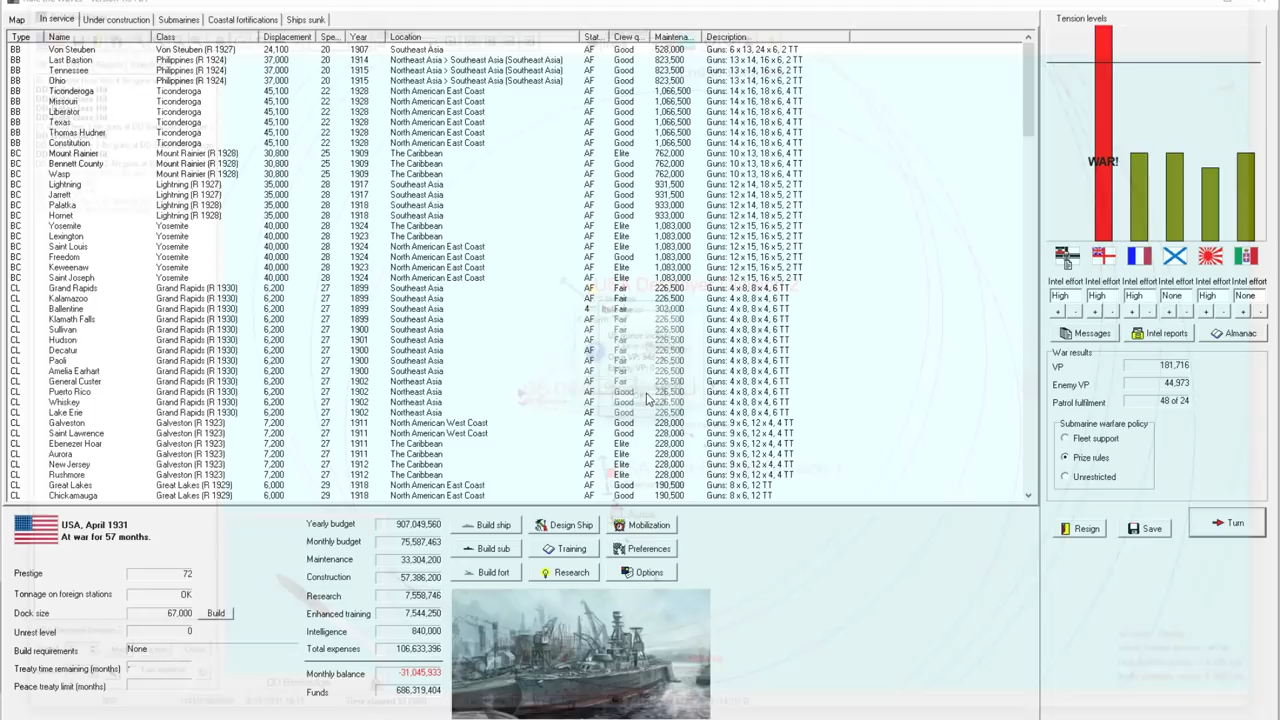 Map In service Under construction Submarines Coastal fortifications Ships sunk
Type Name Class Displacement Spe... Year Location Stat... Crew q... Maintena... Description
BB Von Steuben Von Steuben (R 1927) 24,100 20 1907 Southeast Asia AF Good 528,000 Guns: 6 x 13, 24 x 6, 2 TT
BB Last Bastion Philippines (R 1924) 37,000 20 1914 Northeast Asia > Southeast Asia (Southeast Asia) AF Good 823,500 Guns: 13 x 14, 18 x 6, 2 TT
BB Tennessee Philippines (R 1924) 37,000 20 1915 Northeast Asia > Southeast Asia (Southeast Asia) AF Good 823,500 Guns: 13 x 14, 18 x 6, 2 TT
BB Ohio Philippines (R 1924) 37,000 20 1915 Northeast Asia > Southeast Asia (Southeast Asia) AF Good 823,500 Guns: 13 x 14, 18 x 6, 2 TT
BB Ticonderoga Ticonderoga 45,100 22 1928 North American East Coast AF Good 1,066,500 Guns: 14 x 16, 18 x 6, 4 TT
BB Missouri Ticonderoga 45,100 22 1928 North American East Coast AF Good 1,066,500 Guns: 14 x 16, 18 x 6, 4 TT
BB Liberator Ticonderoga 45,100 22 1928 North American East Coast AF Good 1,066,500 Guns: 14 x 16, 18 x 6, 4 TT
BB Texas Ticonderoga 45,100 22 1928 North American East Coast AF Good 1,066,500 Guns: 14 x 16, 18 x 6, 4 TT
BB Thomas Hudner Ticonderoga 45,100 22 1928 North American East Coast AF Good 1,066,500 Guns: 14 x 16, 18 x 6, 4 TT
BB Constitution Ticonderoga 45,100 22 1928 North American East Coast AF Good 1,066,500 Guns: 14 x 16, 18 x 6, 4 TT
BC Mount Rainier Mount Rainier (R 1928) 30,800 25 1909 The Caribbean AF Elite 762,000 Guns: 10 x 13, 18 x 6, 4 TT
BC Bennett County Mount Rainier (R 1928) 30,800 25 1909 The Caribbean AF Good 762,000 Guns: 10 x 13, 18 x 6, 4 TT
BC Wasp Mount Rainier (R 1928) 30,800 25 1909 The Caribbean AF Good 762,000 Guns: 10 x 13, 18 x 6, 4 TT
BC Lightning Lightning (R 1927) 35,000 28 1917 Southeast Asia AF Good 931,500 Guns: 12 x 14, 18 x 5, 2 TT
BC Jarrett Lightning (R 1927) 35,000 28 1917 Southeast Asia AF Good 931,500 Guns: 12 x 14, 18 x 5, 2 TT
BC Palatka Lightning (R 1927) 35,000 28 1918 Southeast Asia AF Good 933,000 Guns: 12 x 14, 18 x 5, 2 TT
BC Hornet Lightning (R 1927) 35,000 28 1918 Southeast Asia AF Good 933,000 Guns: 12 x 14, 18 x 5, 2 TT
BC Yosemite Yosemite 40,000 28 1924 The Caribbean AF Elite 1,083,000 Guns: 12 x 15, 16 x 5, 2 TT
BC Lexington Yosemite 40,000 28 1923 The Caribbean AF Elite 1,083,000 Guns: 12 x 15, 16 x 5, 2 TT
BC Saint Louis Yosemite 40,000 28 1924 North American East Coast AF Elite 1,083,000 Guns: 12 x 15, 16 x 5, 2 TT
BC Freedom Yosemite 40,000 28 1924 North American East Coast AF Good 1,083,000 Guns: 12 x 15, 16 x 5, 2 TT
BC Keweenaw Yosemite 40,000 28 1923 The Caribbean AF Elite 1,083,000 Guns: 12 x 15, 16 x 5, 2 TT
BC Saint Joseph Yosemite 40,000 28 1924 North American East Coast AF Elite 1,083,000 Guns: 12 x 15, 16 x 5, 2 TT
CL Grand Rapids Grand Rapids (R 1930) 6,200 27 1899 Southeast Asia AF Fair 226,500 Guns: 4 x 8, 8 x 4, 6 TT
CL Kalamazoo Grand Rapids (R 1930) 6,200 27 1899 Southeast Asia AF Fair 226,500 Guns: 4 x 8, 8 x 4, 6 TT
CL Ballentine Grand Rapids (R 1930) 6,200 27 1899 Southeast Asia 4 Fair 302,000 Guns: 4 x 8, 8 x 4, 6 TT
CL Klamath Falls Grand Rapids (R 1930) 6,200 27 1899 Southeast Asia AF Fair 226,500 Guns: 4 x 8, 8 x 4, 6 TT
CL Sullivan Grand Rapids (R 1930) 6,200 27 1900 Southeast Asia AF Fair 226,500 Guns: 4 x 8, 8 x 4, 6 TT
CL Hudson Grand Rapids (R 1930) 6,200 27 1901 Southeast Asia AF Fair 226,500 Guns: 4 x 8, 8 x 4, 6 TT
CL Decatur Grand Rapids (R 1930) 6,200 27 1900 Southeast Asia AF Fair 226,500 Guns: 4 x 8, 8 x 4, 6 TT
CL Paoli Grand Rapids (R 1930) 6,200 27 1900 Southeast Asia AF Fair 226,500 Guns: 4 x 8, 8 x 4, 6 TT
CL Amelia Earhart Grand Rapids (R 1930) 6,200 27 1900 Southeast Asia AF Fair 226,500 Guns: 4 x 8, 8 x 4, 6 TT
CL General Custer Grand Rapids (R 1930) 6,200 27 1902 Northeast Asia AF Fair 226,500 Guns: 4 x 8, 8 x 4, 6 TT
CL Puerto Rico Grand Rapids (R 1930) 6,200 27 1902 Northeast Asia AF Good 226,500 Guns: 4 x 8, 8 x 4, 6 TT
CL Whiskey Grand Rapids (R 1930) 6,200 27 1902 Northeast Asia AF Good 226,500 Guns: 4 x 8, 8 x 4, 6 TT
CL Lake Erie Grand Rapids (R 1930) 6,200 27 1902 Northeast Asia AF Good 226,500 Guns: 4 x 8, 8 x 4, 6 TT
CL Galveston Galveston (R 1923) 7,200 27 1911 North American West Coast AF Good 228,000 Guns: 9 x 6, 12 x 4, 4 TT
CL Saint Lawrence Galveston (R 1923) 7,200 27 1911 North American West Coast AF Good 228,000 Guns: 9 x 6, 12 x 4, 4 TT
CL Ebenezer Hoar Galveston (R 1923) 7,200 27 1911 The Caribbean AF Elite 228,000 Guns: 9 x 6, 12 x 4, 4 TT
CL Aurora Galveston (R 1923) 7,200 27 1911 The Caribbean AF Elite 228,000 Guns: 9 x 6, 12 x 4, 4 TT
CL New Jersey Galveston (R 1923) 7,200 27 1912 The Caribbean AF Elite 228,000 Guns: 9 x 6, 12 x 4, 4 TT
CL Rushmore Galveston (R 1923) 7,200 27 1912 The Caribbean AF Elite 228,000 Guns: 9 x 6, 12 x 4, 4 TT
CL Great Lakes Great Lakes (R 1929) 6,000 29 1918 North American East Coast AF Good 190,500 Guns: 8 x 6, 12 TT
CL Chickamauga Great Lakes (R 1929) 6,000 29 1918 North American East Coast AF Good 190,500 Guns: 8 x 6, 12 TT
Tension levels
WAR!
Intel effort Intel effort Intel effort Intel effort Intel effort Intel effort
High High High None High None
+ - + - + - + - + - + -
Messages Intel reports Almanac
War results
VP 181,716
Enemy VP 44,973
Patrol fulfilment 48 of 24
Submarine warfare policy
Fleet support
Prize rules
Unrestricted
Resign Save Turn
USA, April 1931
At war for 57 months.
Prestige 72
Tonnage on foreign stations OK
Dock size 67,000 Build
Unrest level 0
Build requirements None
Treaty time remaining (months) -
Peace treaty limit (months)
Yearly budget 907,049,560
Monthly budget 75,587,463
Maintenance 33,304,200
Construction 57,386,200
Research 7,558,746
Enhanced training 7,544,250
Intelligence 840,000
Total expenses 106,633,396
Monthly balance -31,045,933
Funds 686,319,404
Build ship Design Ship Mobilization
Build sub Training Preferences
Build fort Research Options